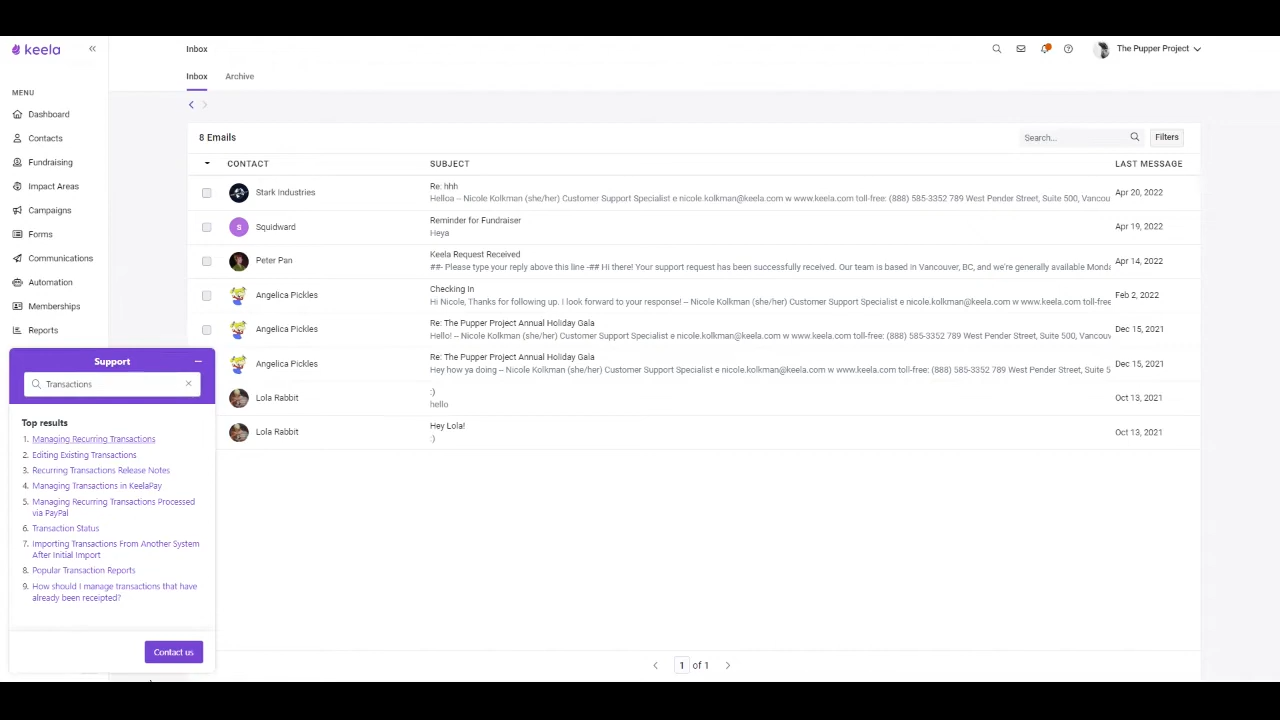 keela
Inbox
The Pupper Project
MENU
Inbox
Archive
Dashboard
Contacts
Fundraising
Impact Areas
Campaigns
Forms
Communications
Automation
Memberships
Reports
8 Emails
Search...
Filters
CONTACT
SUBJECT
LAST MESSAGE
Stark Industries
Re: hhh
Helloa -- Nicole Kolkman (she/her) Customer Support Specialist e nicole.kolkman@keela.com w www.keela.com toll-free: (888) 585-3352 789 West Pender Street, Suite 500, Vancou
Apr 20, 2022
S
Squidward
Reminder for Fundraiser
Heya
Apr 19, 2022
Peter Pan
Keela Request Received
##- Please type your reply above this line -## Hi there! Your support request has been successfully received. Our team is based in Vancouver, BC, and we're generally available Monda
Apr 14, 2022
Angelica Pickles
Checking In
Hi Nicole, Thanks for following up. I look forward to your response! -- Nicole Kolkman (she/her) Customer Support Specialist e nicole.kolkman@keela.com w www.keela.com toll-free
Feb 2, 2022
Angelica Pickles
Re: The Pupper Project Annual Holiday Gala
Hello! -- Nicole Kolkman (she/her) Customer Support Specialist e nicole.kolkman@keela.com w www.keela.com toll-free: (888) 585-3352 789 West Pender Street, Suite 500, Vancouv
Dec 15, 2021
Angelica Pickles
Re: The Pupper Project Annual Holiday Gala
Hey how ya doing -- Nicole Kolkman (she/her) Customer Support Specialist e nicole.kolkman@keela.com w www.keela.com toll-free: (888) 585-3352 789 West Pender Street, Suite 5
Dec 15, 2021
Lola Rabbit
:)
hello
Oct 13, 2021
Lola Rabbit
Hey Lola!
:)
Oct 13, 2021
1 of 1
Support
Transactions
Top results
1. Managing Recurring Transactions
2. Editing Existing Transactions
3. Recurring Transactions Release Notes
4. Managing Transactions in KeelaPay
5. Managing Recurring Transactions Processed
via PayPal
6. Transaction Status
7. Importing Transactions From Another System
After Initial Import
8. Popular Transaction Reports
9. How should I manage transactions that have
already been receipted?
Contact us